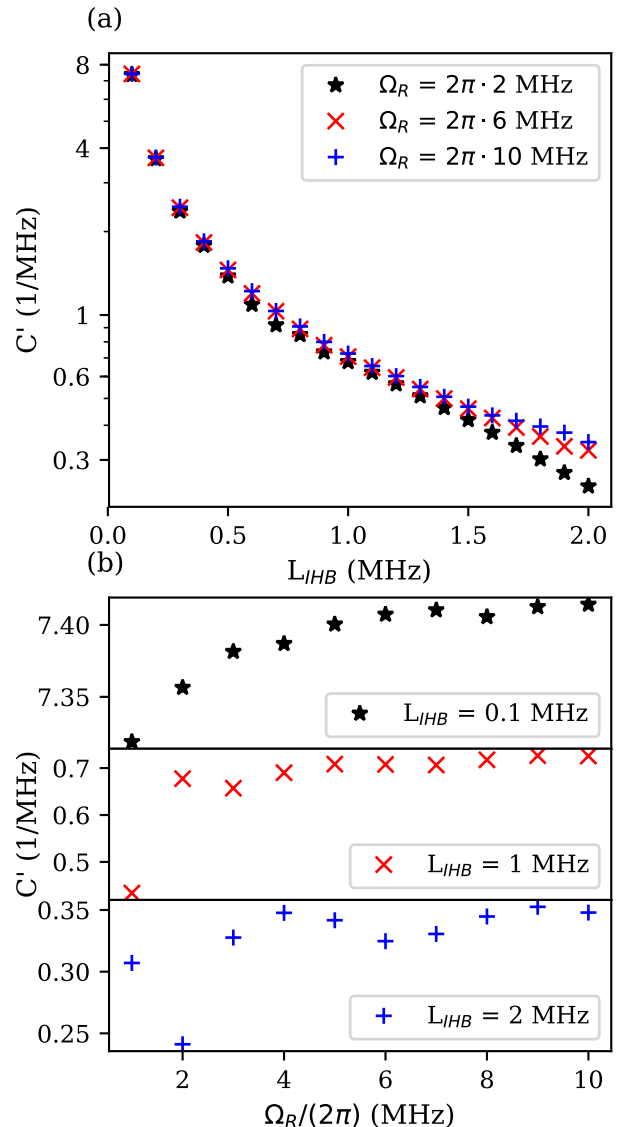 (a)
8
4
1
0.6
0.3
C' (1/MHz)
Ω_R = 2π · 2 MHz
Ω_R = 2π · 6 MHz
Ω_R = 2π · 10 MHz
0.0 0.5 1.0 1.5 2.0
L_IHB (MHz)
(b)
7.40
7.35
L_IHB = 0.1 MHz
0.7
0.5
C' (1/MHz)
L_IHB = 1 MHz
0.35
0.30
0.25
L_IHB = 2 MHz
2 4 6 8 10
Ω_R/(2π) (MHz)